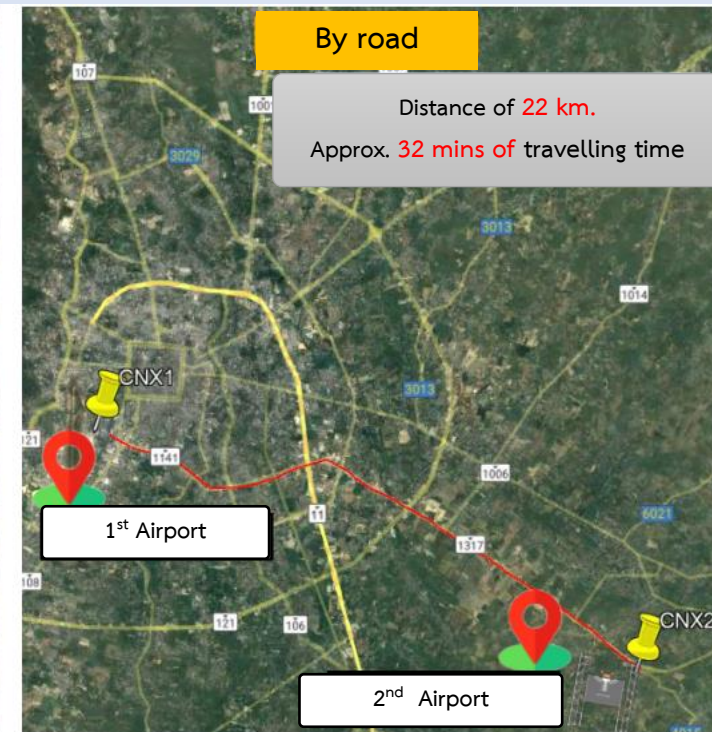 By road
107
1001
Distance of 22 km.
Approx. 32 mins of travelling time
3029
3013
1014
CNX1
3013
121
1141
1006
1st Airport
11
6021
1317
108
121
106
CNX2
2nd Airport